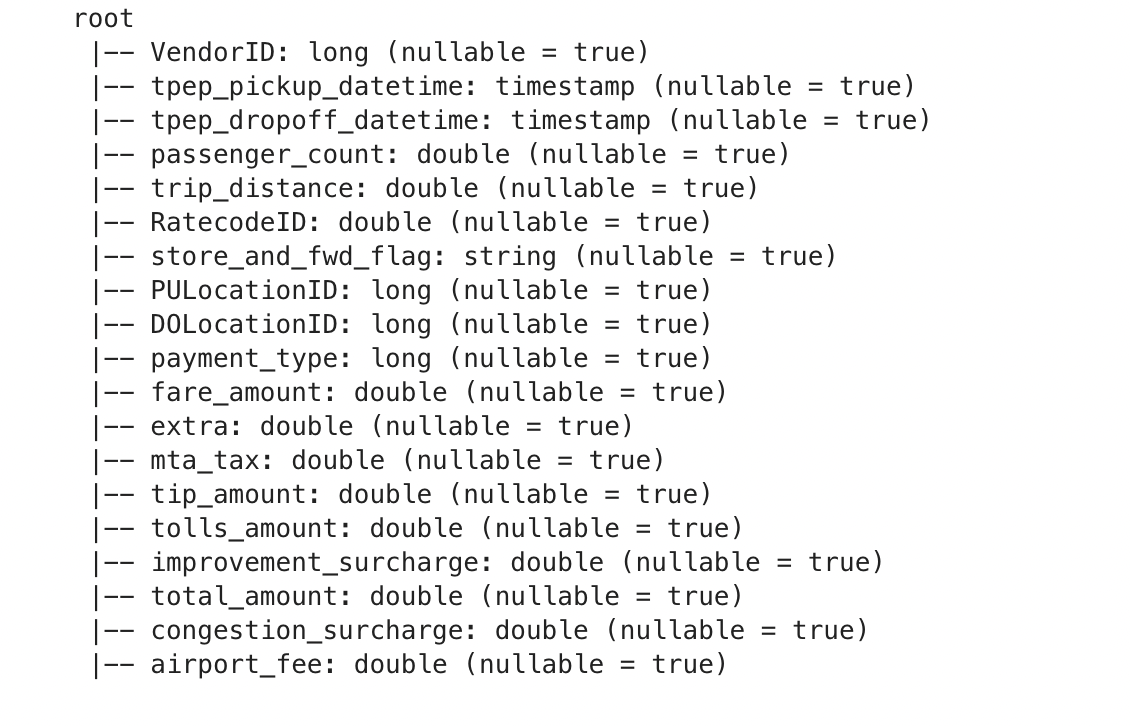 root
 |-- VendorID: long (nullable = true)
 |-- tpep_pickup_datetime: timestamp (nullable = true)
 |-- tpep_dropoff_datetime: timestamp (nullable = true)
 |-- passenger_count: double (nullable = true)
 |-- trip_distance: double (nullable = true)
 |-- RatecodeID: double (nullable = true)
 |-- store_and_fwd_flag: string (nullable = true)
 |-- PULocationID: long (nullable = true)
 |-- DOLocationID: long (nullable = true)
 |-- payment_type: long (nullable = true)
 |-- fare_amount: double (nullable = true)
 |-- extra: double (nullable = true)
 |-- mta_tax: double (nullable = true)
 |-- tip_amount: double (nullable = true)
 |-- tolls_amount: double (nullable = true)
 |-- improvement_surcharge: double (nullable = true)
 |-- total_amount: double (nullable = true)
 |-- congestion_surcharge: double (nullable = true)
 |-- airport_fee: double (nullable = true)